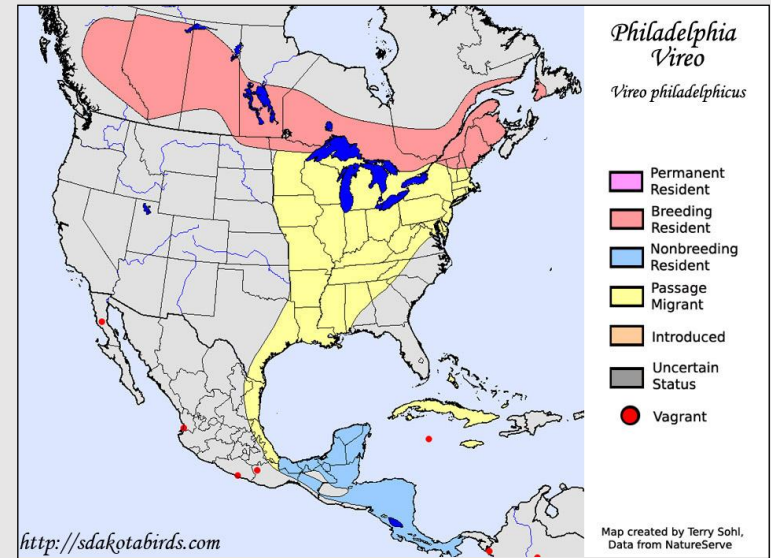 Philadelphia
Vireo
Vireo philadelphicus
Permanent
Resident
Breeding
Resident
Nonbreeding
Resident
Passage
Migrant
Introduced
Uncertain
Status
Vagrant
http://sdakotabirds.com
Map created by Terry Sohl,
Data from NatureServe